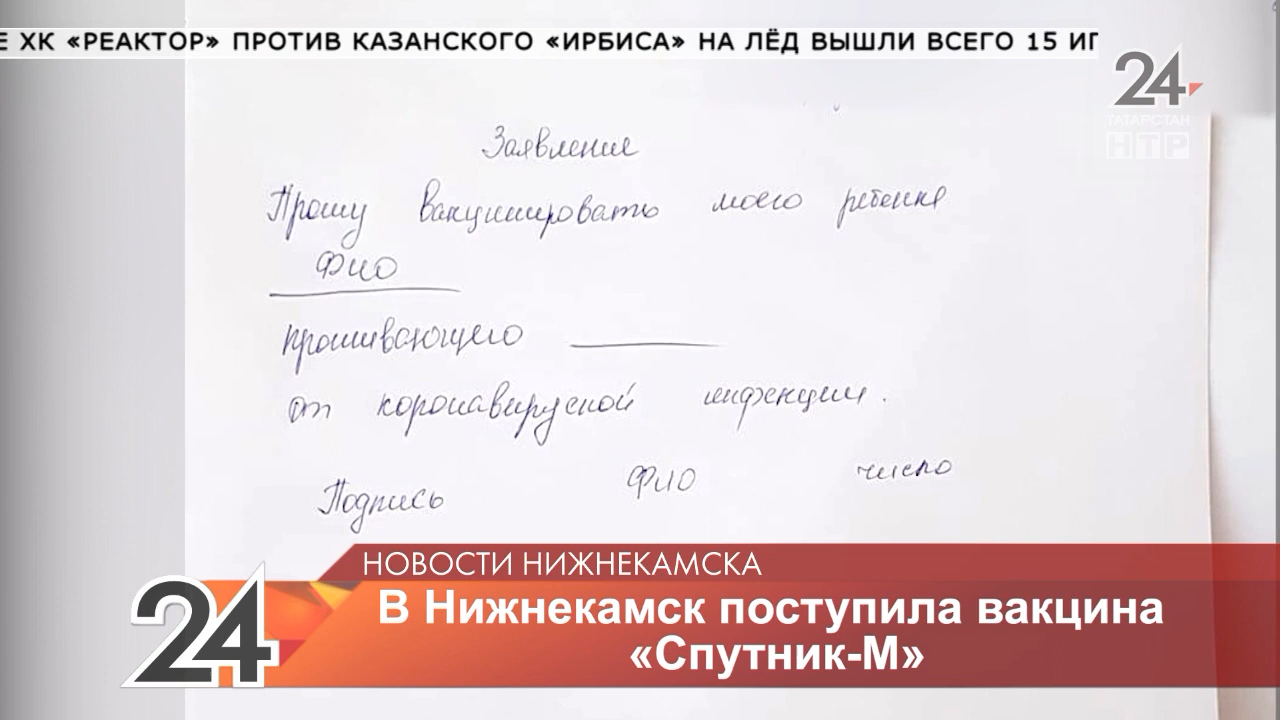 Е ХК «РЕАКТОР» ПРОТИВ КАЗАНСКОГО «ИРБИСА» НА ЛЁД ВЫШЛИ ВСЕГО 15 ИГ
24
ТАТАРСТАН
НТР
Заявление
Прошу вакцинировать моего ребенка
ФИО
проживающего
от коронавирусной инфекции.
Подпись ФИО число
НОВОСТИ НИЖНЕКАМСКА
24
В Нижнекамск поступила вакцина
«Спутник-М»